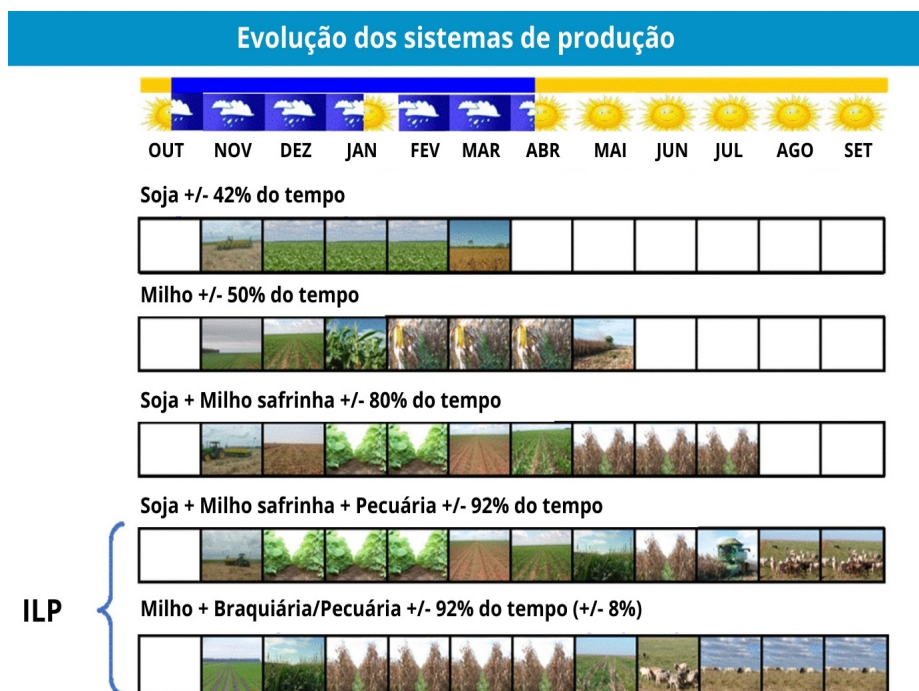 Evolução dos sistemas de produção
OUT NOV DEZ JAN FEV MAR ABR MAI JUN JUL AGO SET
Soja +/- 42% do tempo
Milho +/- 50% do tempo
Soja + Milho safrinha +/- 80% do tempo
Soja + Milho safrinha + Pecuária +/- 92% do tempo
ILP
Milho + Braquiária/Pecuária +/- 92% do tempo (+/- 8%)